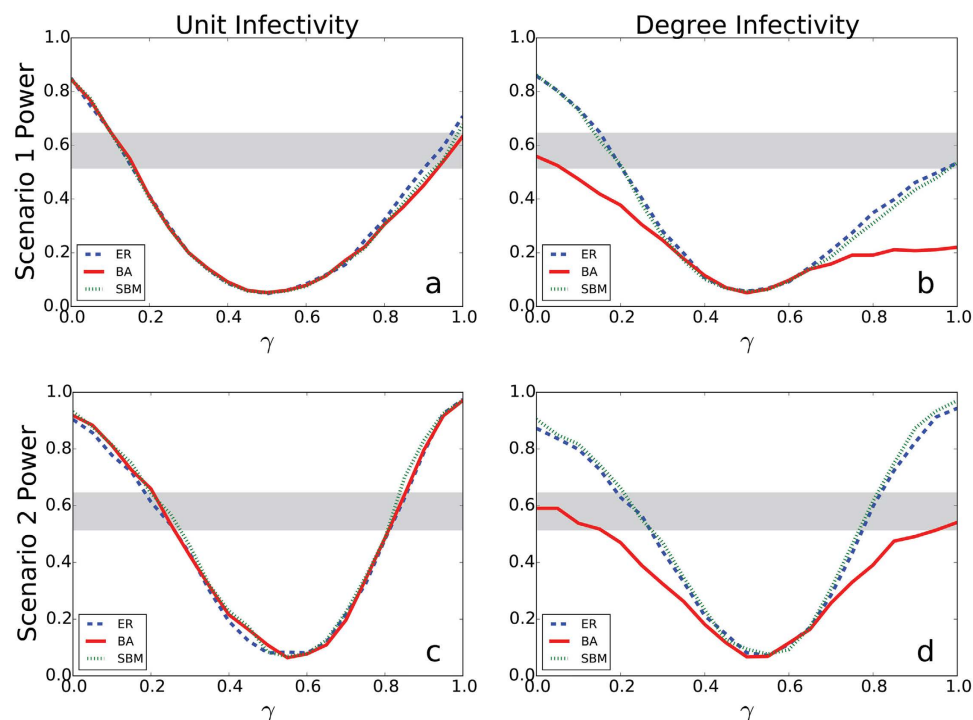 Unit Infectivity
Degree Infectivity
Scenario 1 Power
1.0
0.8
0.6
0.4
0.2
0.0
ER
BA
SBM
a
0.0 0.2 0.4 0.6 0.8 1.0
γ
1.0
0.8
0.6
0.4
0.2
0.0
ER
BA
SBM
b
0.0 0.2 0.4 0.6 0.8 1.0
γ
Scenario 2 Power
1.0
0.8
0.6
0.4
0.2
0.0
ER
BA
SBM
c
0.0 0.2 0.4 0.6 0.8 1.0
γ
1.0
0.8
0.6
0.4
0.2
0.0
ER
BA
SBM
d
0.0 0.2 0.4 0.6 0.8 1.0
γ